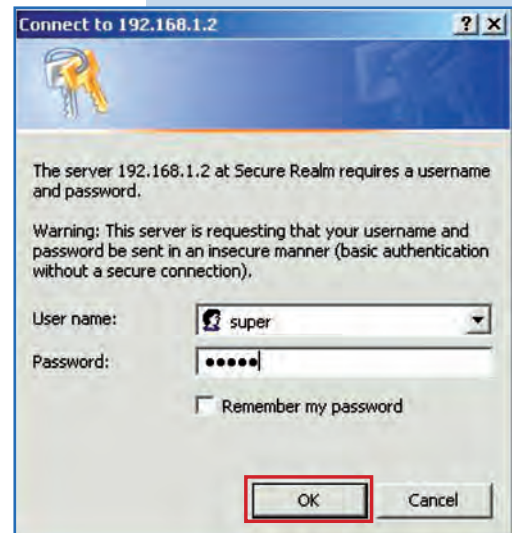 Connect to 192.168.1.2
The server 192.168.1.2 at Secure Realm requires a username
and password.
Warning: This server is requesting that your username and
password be sent in an insecure manner (basic authentication
without a secure connection).
User name:
super
Password:
•••••
Remember my password
OK
Cancel